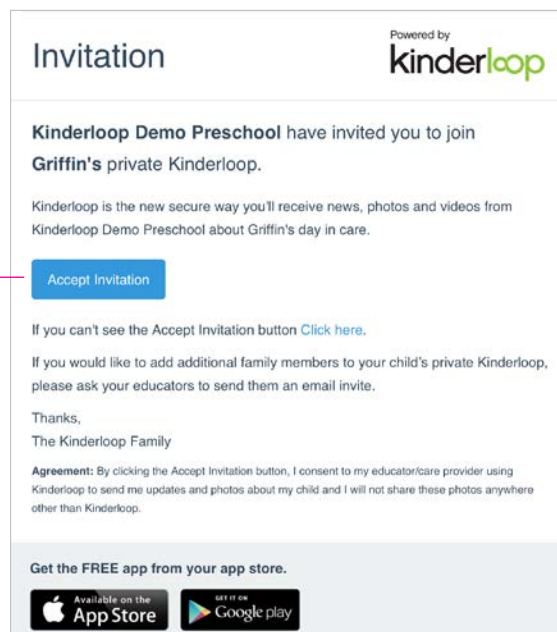 Invitation
Powered by
kinderloop
Kinderloop Demo Preschool have invited you to join
Griffin's private Kinderloop.
Kinderloop is the new secure way you'll receive news, photos and videos from
Kinderloop Demo Preschool about Griffin's day in care.
Accept Invitation
If you can't see the Accept Invitation button Click here.
If you would like to add additional family members to your child's private Kinderloop,
please ask your educators to send them an email invite.
Thanks,
The Kinderloop Family
Agreement: By clicking the Accept Invitation button, I consent to my educator/care provider using
Kinderloop to send me updates and photos about my child and I will not share these photos anywhere
other than Kinderloop.
Get the FREE app from your app store.
Available on the
App Store
GET IT ON
Google play